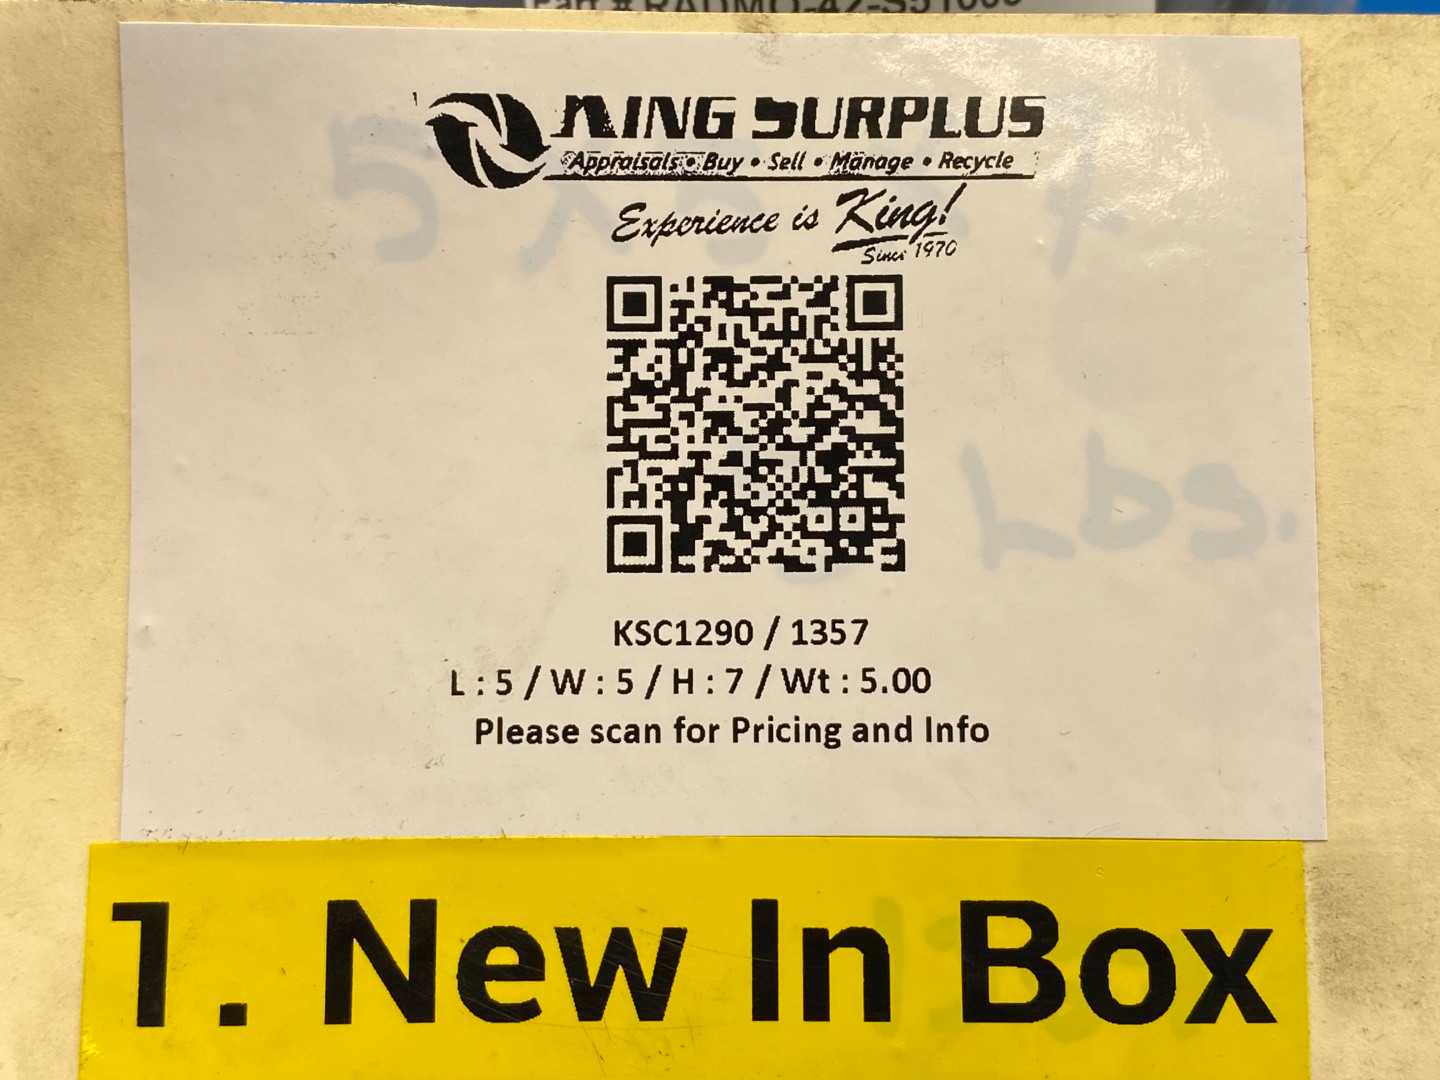 KING SURPLUS
Appraisals • Buy • Sell • Manage • Recycle
Experience is King!
Since 1970
Lbs.
KSC1290 / 1357
L : 5 / W : 5 / H : 7 / Wt : 5.00
Please scan for Pricing and Info
1. New In Box